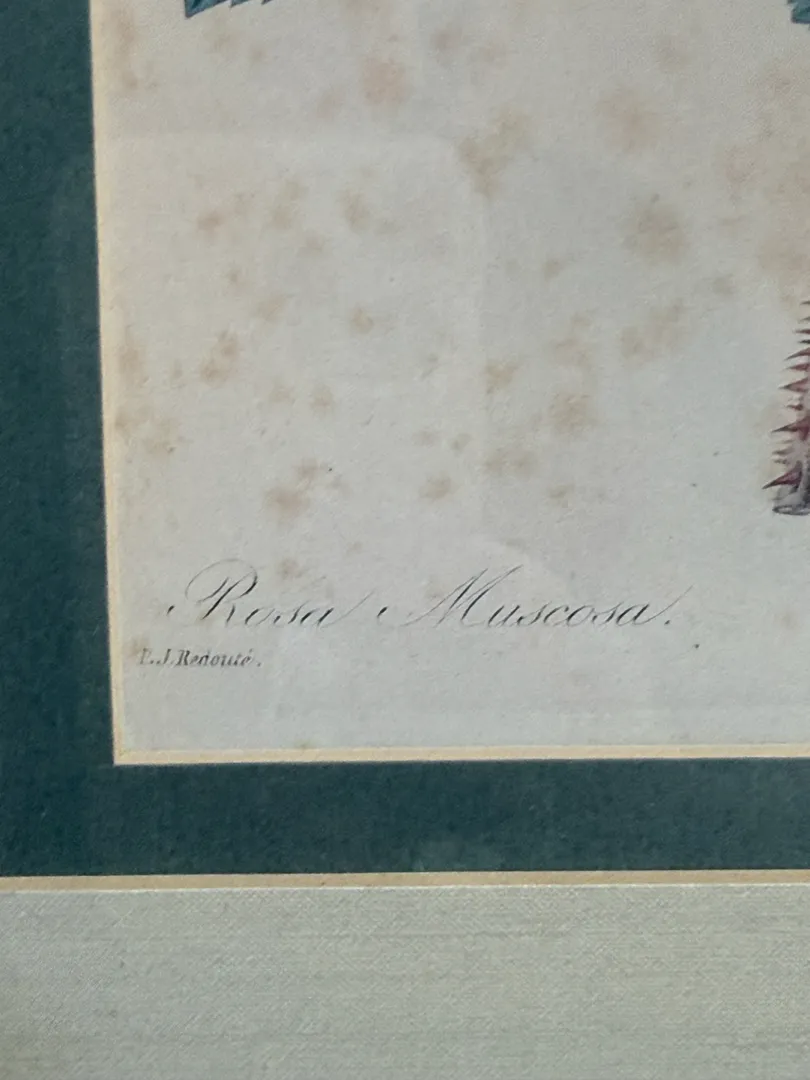 Rosa Muscosa.
P. J. Redouté.